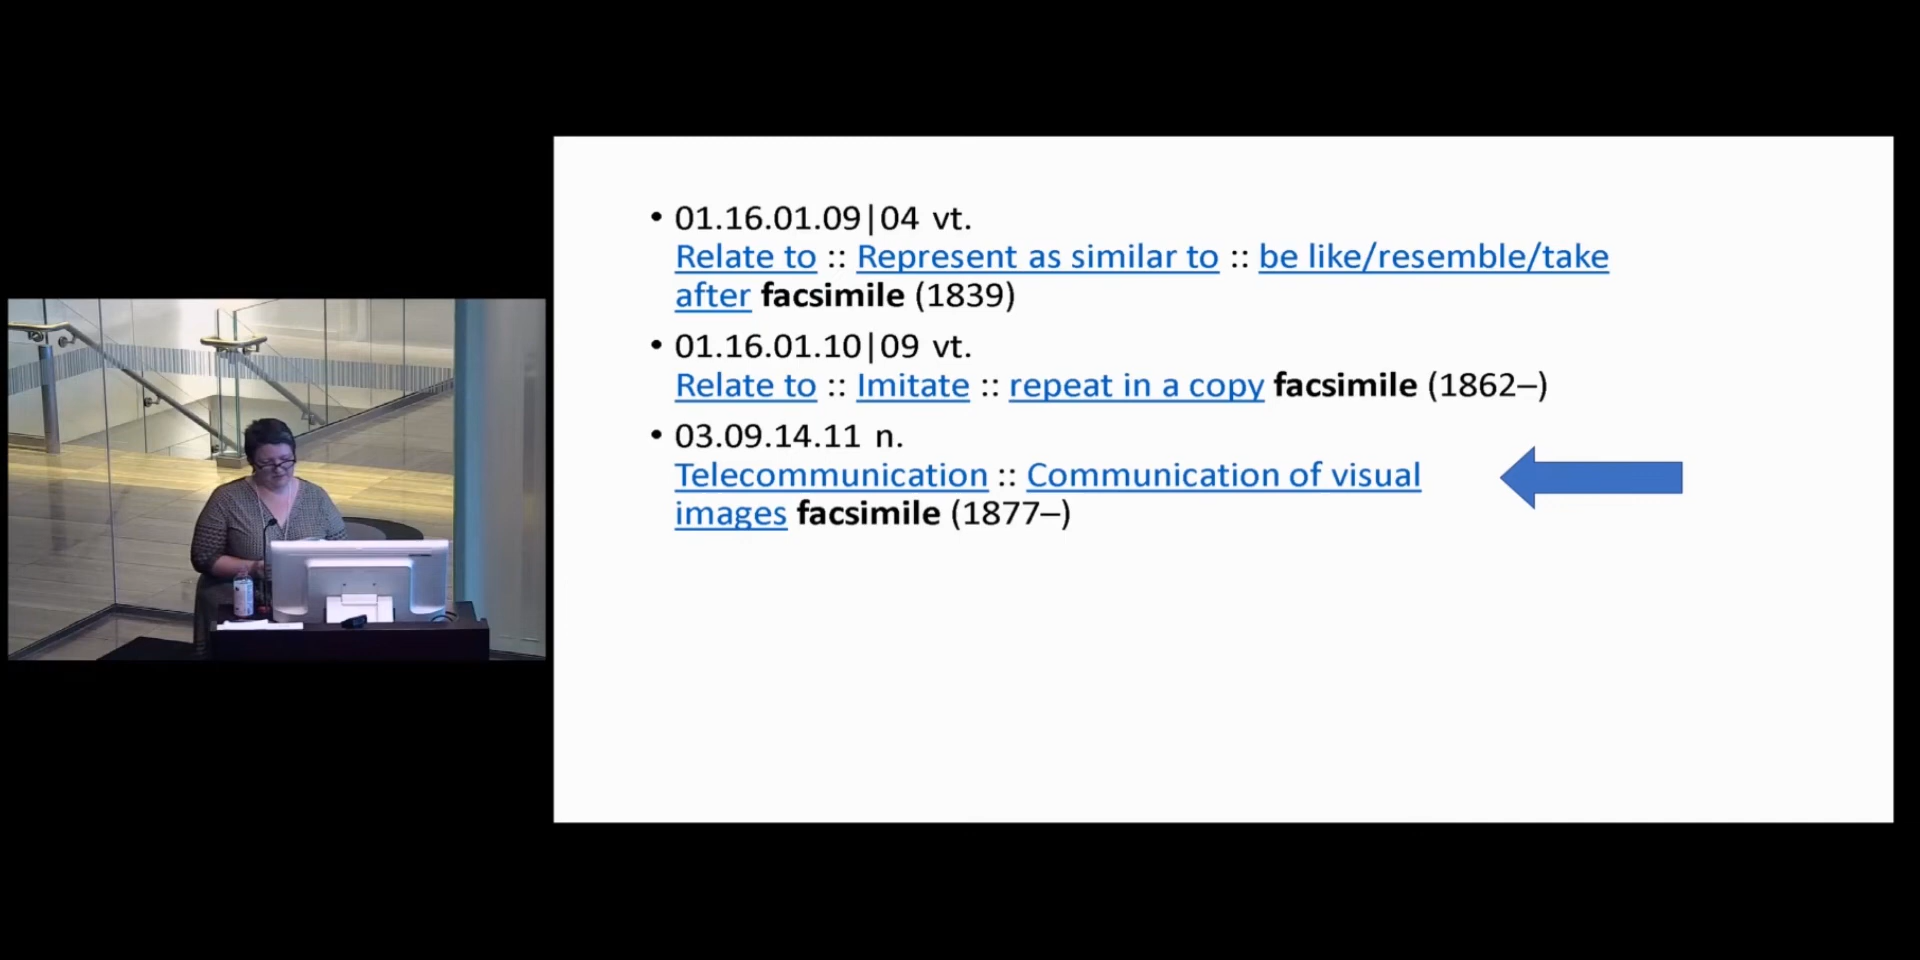 • 01.16.01.09|04 vt.
Relate to :: Represent as similar to :: be like/resemble/take
after facsimile (1839)
• 01.16.01.10|09 vt.
Relate to :: Imitate :: repeat in a copy facsimile (1862–)
• 03.09.14.11 n.
Telecommunication :: Communication of visual
images facsimile (1877–)